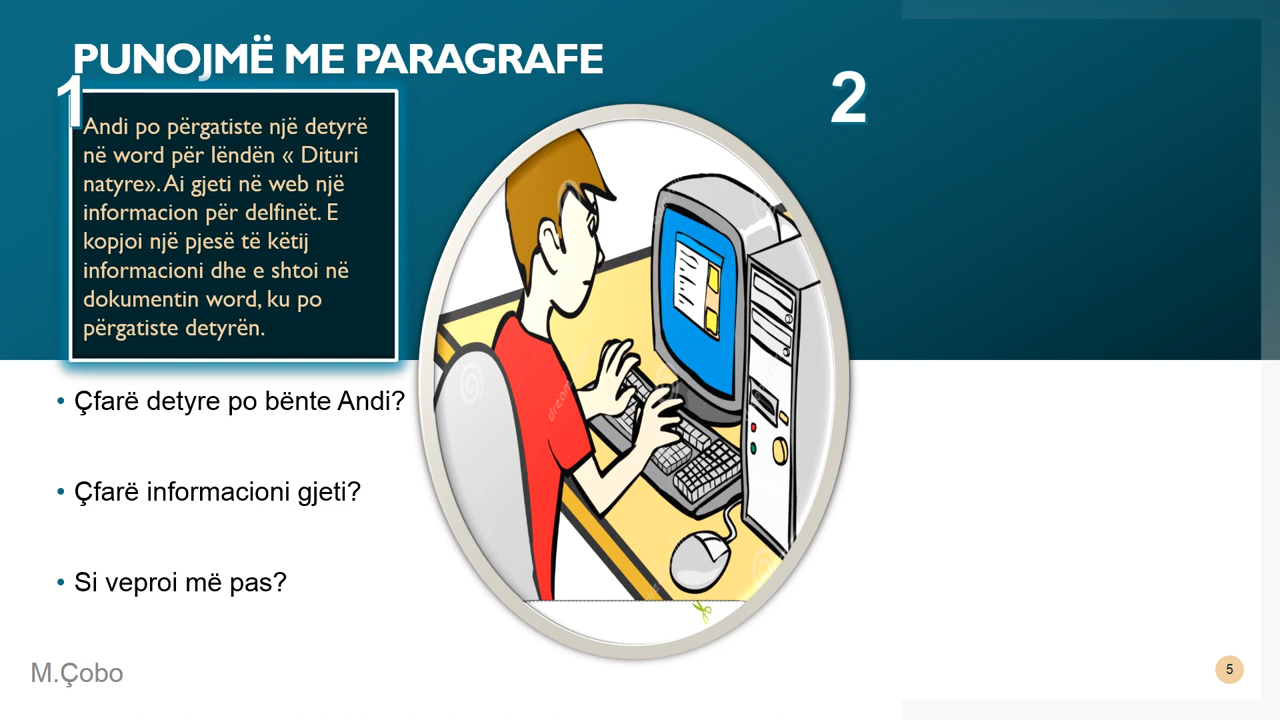 PUNOJMË ME PARAGRAFE
1
Andi po përgatiste një detyrë
në word për lëndën « Dituri
natyre». Ai gjeti në web një
informacion për delfinët. E
kopjoi një pjesë të këtij
informacioni dhe e shtoi në
dokumentin word, ku po
përgatiste detyrën.
• Çfarë detyre po bënte Andi?
• Çfarë informacioni gjeti?
• Si veproi më pas?
2
M.Çobo
5